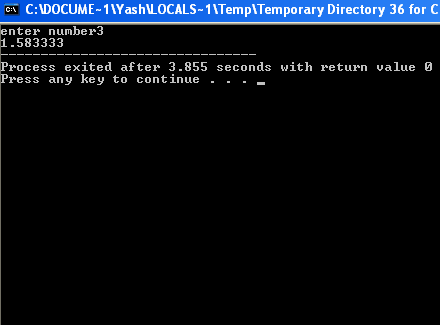 C:\DOCUME~1\Yash\LOCALS~1\Temp\Temporary Directory 36 for C
enter number3
1.583333
--------------------------------
Process exited after 3.855 seconds with return value 0
Press any key to continue . . . _